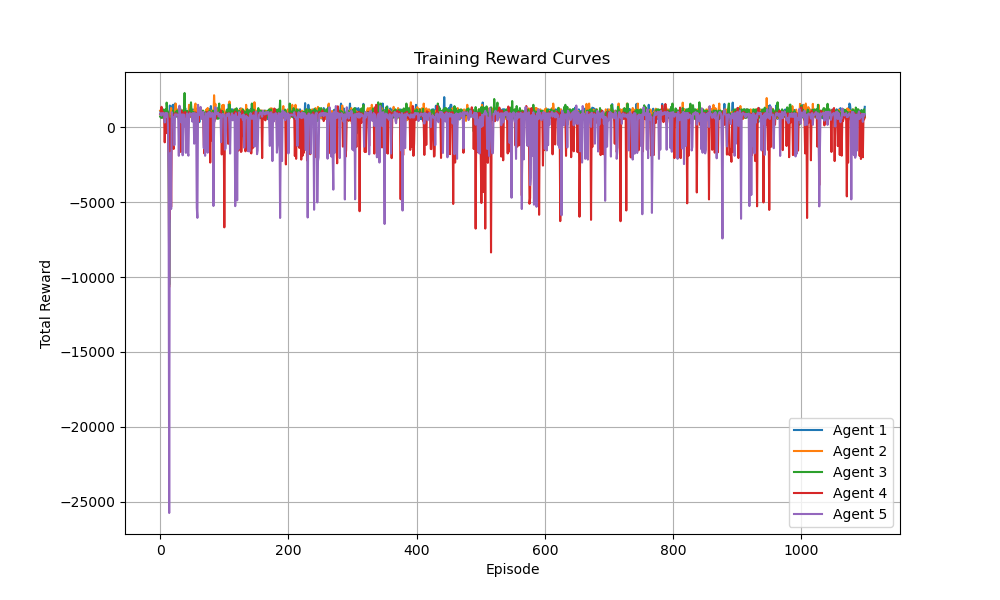 Training Reward Curves
Total Reward
0
−5000
−10000
−15000
−20000
−25000
0 200 400 600 800 1000
Episode
Agent 1
Agent 2
Agent 3
Agent 4
Agent 5